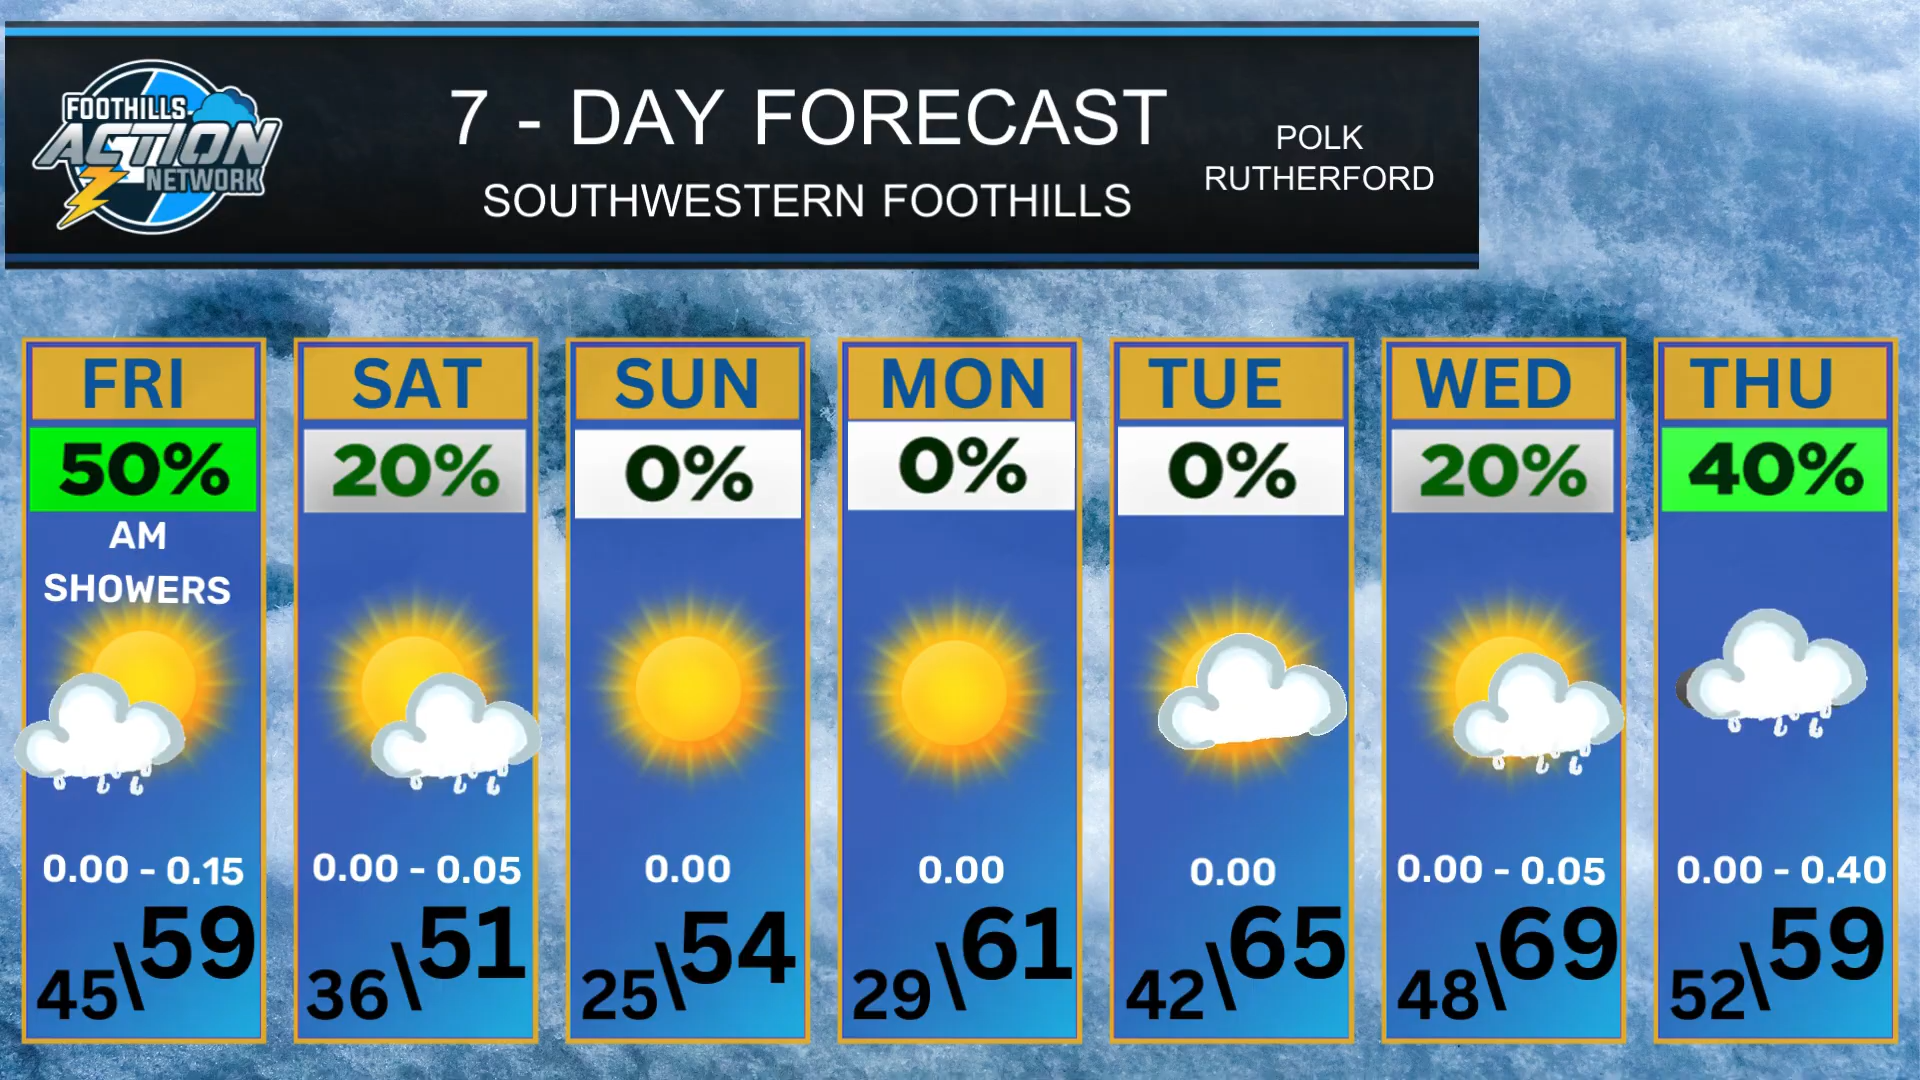 FOOTHILLS
ACTION
NETWORK
7 - DAY FORECAST
SOUTHWESTERN FOOTHILLS
POLK
RUTHERFORD
FRI
50%
AM
SHOWERS
0.00 - 0.15
45\59
SAT
20%
0.00 - 0.05
36\51
SUN
0%
0.00
25\54
MON
0%
0.00
29\61
TUE
0%
0.00
42\65
WED
20%
0.00 - 0.05
48\69
THU
40%
0.00 - 0.40
52\59